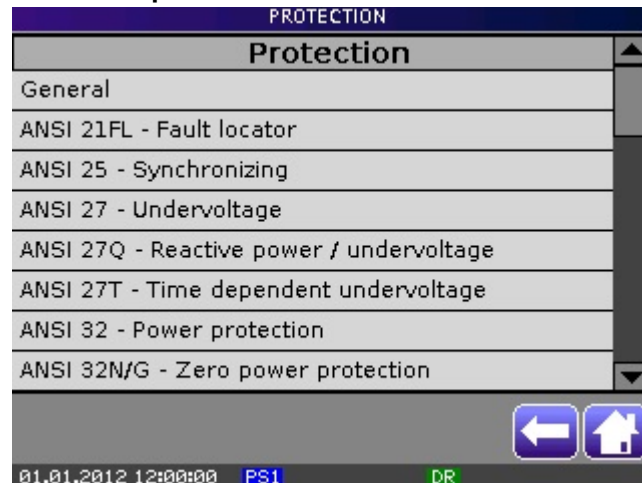 PROTECTION
Protection
General
ANSI 21FL - Fault locator
ANSI 25 - Synchronizing
ANSI 27 - Undervoltage
ANSI 27Q - Reactive power / undervoltage
ANSI 27T - Time dependent undervoltage
ANSI 32 - Power protection
ANSI 32N/G - Zero power protection
01.01.2012 12:00:00 PS1 DR